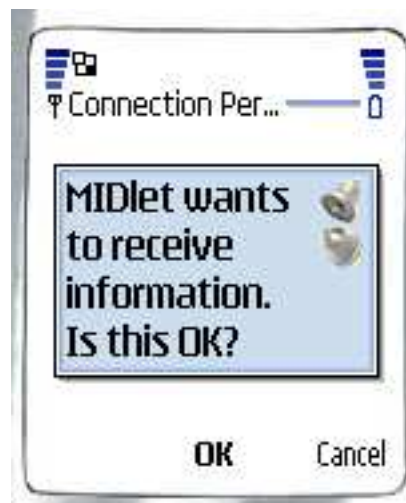 Connection Per...
MIDlet wants
to receive
information.
Is this OK?
OK
Cancel